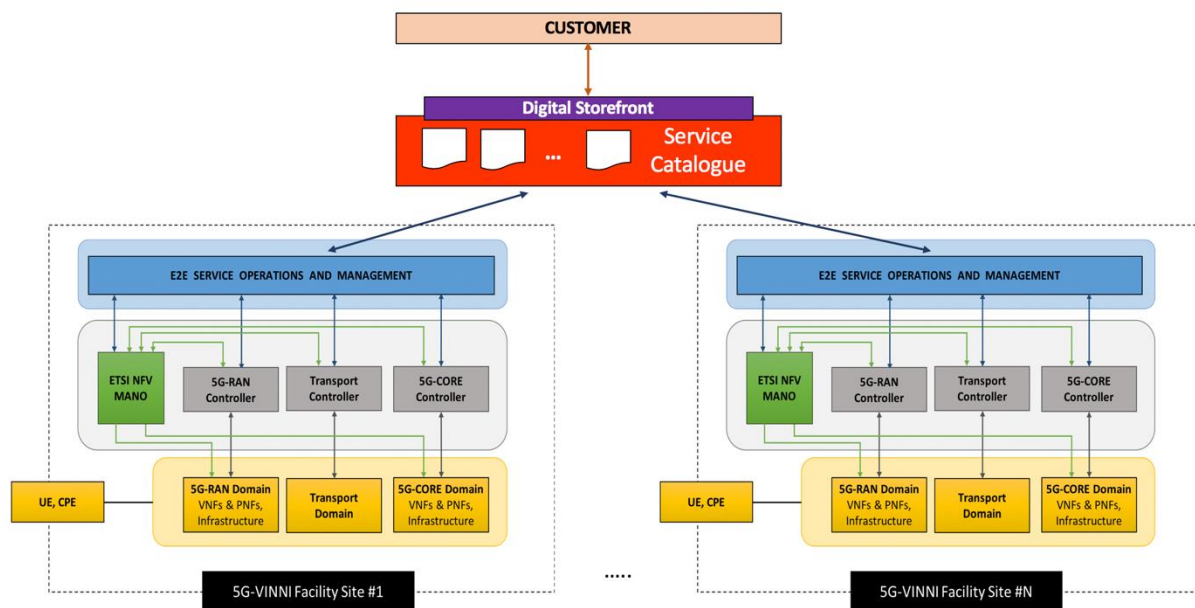 CUSTOMER
Digital Storefront
...
Service
Catalogue
E2E SERVICE OPERATIONS AND MANAGEMENT
ETSI NFV
MANO
5G-RAN
Controller
Transport
Controller
5G-CORE
Controller
UE, CPE
5G-RAN Domain
VNFs & PNFs,
Infrastructure
Transport
Domain
5G-CORE Domain
VNFs & PNFs,
Infrastructure
5G-VINNI Facility Site #1
.....
E2E SERVICE OPERATIONS AND MANAGEMENT
ETSI NFV
MANO
5G-RAN
Controller
Transport
Controller
5G-CORE
Controller
UE, CPE
5G-RAN Domain
VNFs & PNFs,
Infrastructure
Transport
Domain
5G-CORE Domain
VNFs & PNFs,
Infrastructure
5G-VINNI Facility Site #N